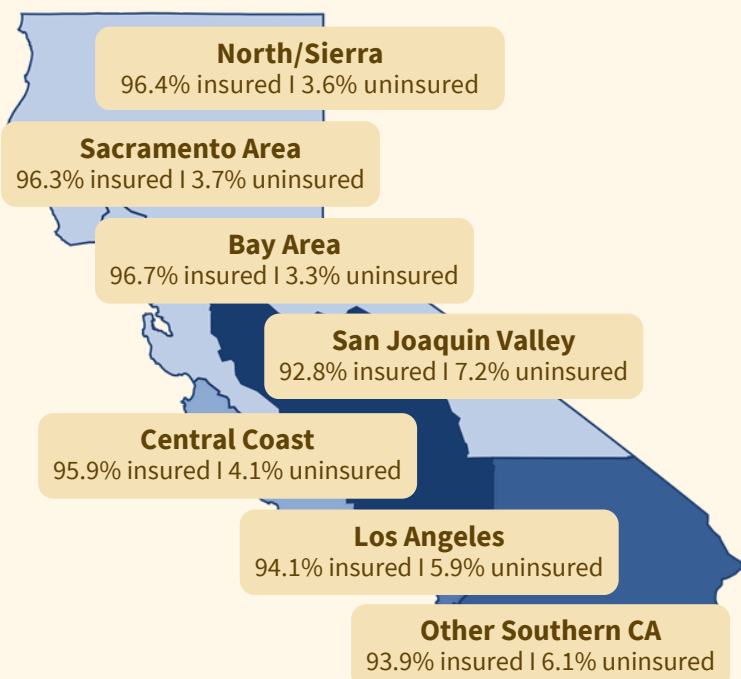 North/Sierra
96.4% insured I 3.6% uninsured
Sacramento Area
96.3% insured I 3.7% uninsured
Bay Area
96.7% insured I 3.3% uninsured
San Joaquin Valley
92.8% insured I 7.2% uninsured
Central Coast
95.9% insured I 4.1% uninsured
Los Angeles
94.1% insured I 5.9% uninsured
Other Southern CA
93.9% insured I 6.1% uninsured